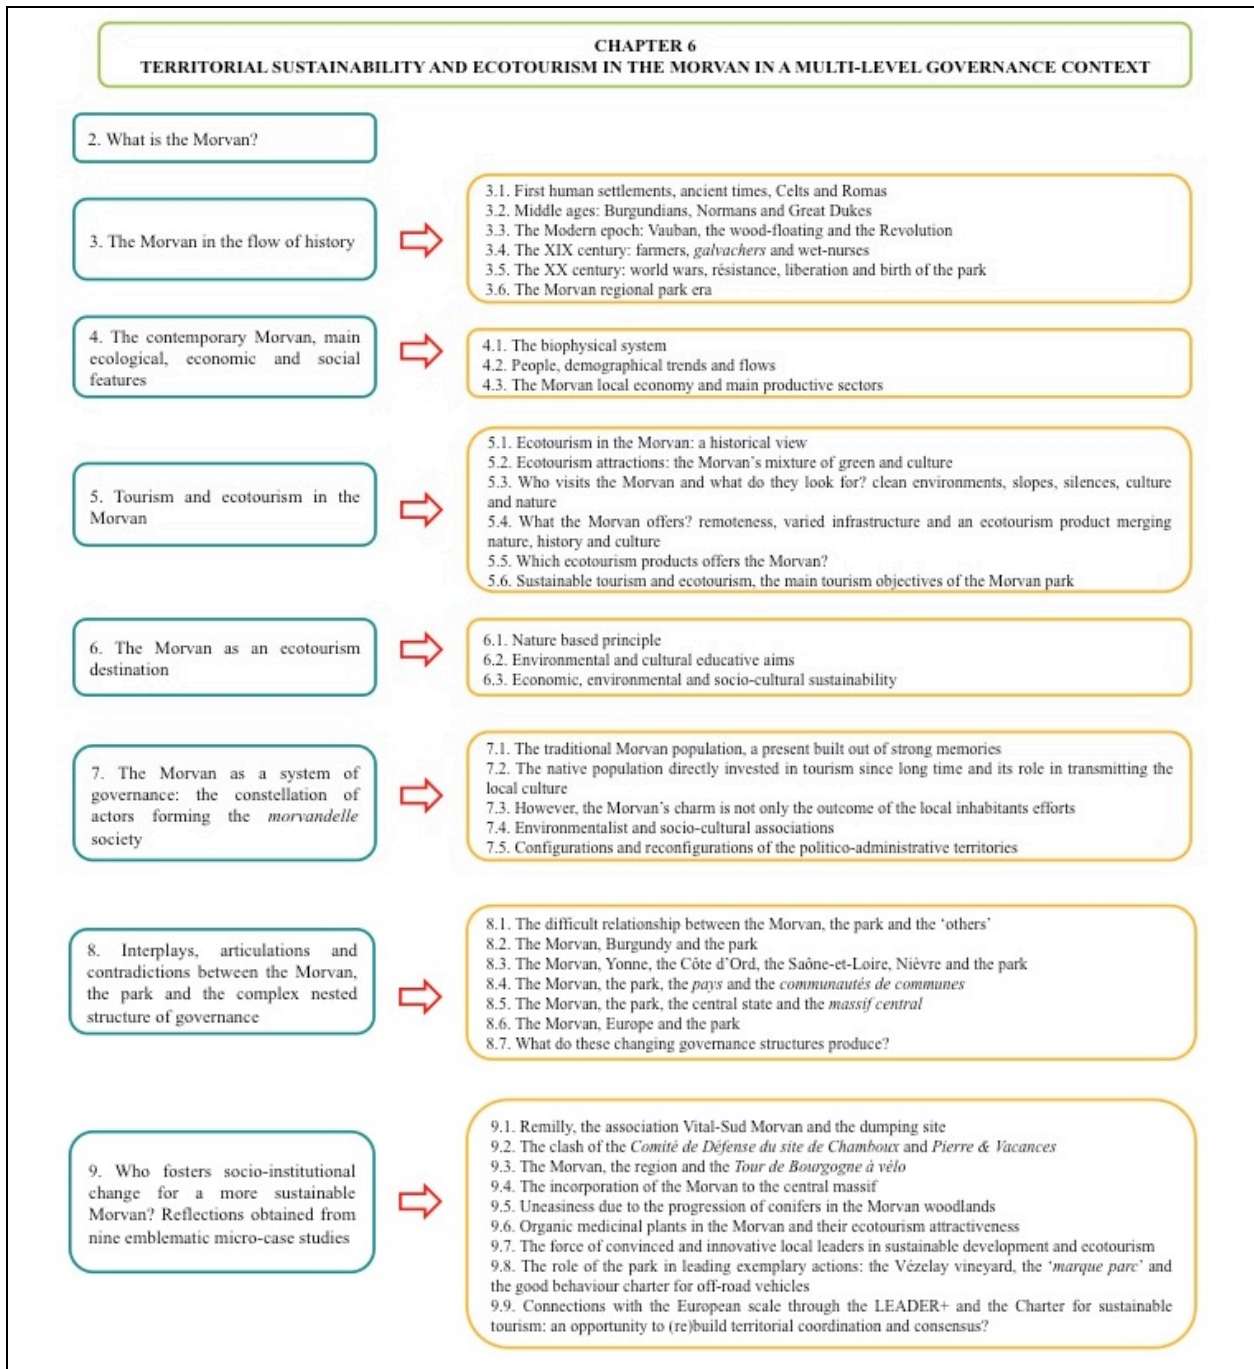 CHAPTER 6
TERRITORIAL SUSTAINABILITY AND ECOTOURISM IN THE MORVAN IN A MULTI-LEVEL GOVERNANCE CONTEXT
2. What is the Morvan?
3. The Morvan in the flow of history
3.1. First human settlements, ancient times, Celts and Romas
3.2. Middle ages: Burgundians, Normans and Great Dukes
3.3. The Modern epoch: Vauban, the wood-floating and the Revolution
3.4. The XIX century: farmers, galvachers and wet-nurses
3.5. The XX century: world wars, résistance, liberation and birth of the park
3.6. The Morvan regional park era
4. The contemporary Morvan, main
ecological, economic and social
features
4.1. The biophysical system
4.2. People, demographical trends and flows
4.3. The Morvan local economy and main productive sectors
5. Tourism and ecotourism in the
Morvan
5.1. Ecotourism in the Morvan: a historical view
5.2. Ecotourism attractions: the Morvan's mixture of green and culture
5.3. Who visits the Morvan and what do they look for? clean environments, slopes, silences, culture
and nature
5.4. What the Morvan offers? remoteness, varied infrastructure and an ecotourism product merging
nature, history and culture
5.5. Which ecotourism products offers the Morvan?
5.6. Sustainable tourism and ecotourism, the main tourism objectives of the Morvan park
6. The Morvan as an ecotourism
destination
6.1. Nature based principle
6.2. Environmental and cultural educative aims
6.3. Economic, environmental and socio-cultural sustainability
7. The Morvan as a system of
governance: the constellation of
actors forming the morvandelle
society
7.1. The traditional Morvan population, a present built out of strong memories
7.2. The native population directly invested in tourism since long time and its role in transmitting the
local culture
7.3. However, the Morvan's charm is not only the outcome of the local inhabitants efforts
7.4. Environmentalist and socio-cultural associations
7.5. Configurations and reconfigurations of the politico-administrative territories
8. Interplays, articulations and
contradictions between the Morvan,
the park and the complex nested
structure of governance
8.1. The difficult relationship between the Morvan, the park and the 'others'
8.2. The Morvan, Burgundy and the park
8.3. The Morvan, Yonne, the Côte d'Ord, the Saône-et-Loire, Nièvre and the park
8.4. The Morvan, the park, the pays and the communautés de communes
8.5. The Morvan, the park, the central state and the massif central
8.6. The Morvan, Europe and the park
8.7. What do these changing governance structures produce?
9. Who fosters socio-institutional
change for a more sustainable
Morvan? Reflections obtained from
nine emblematic micro-case studies
9.1. Remilly, the association Vital-Sud Morvan and the dumping site
9.2. The clash of the Comité de Défense du site de Chamboux and Pierre & Vacances
9.3. The Morvan, the region and the Tour de Bourgogne à vélo
9.4. The incorporation of the Morvan to the central massif
9.5. Uneasiness due to the progression of conifers in the Morvan woodlands
9.6. Organic medicinal plants in the Morvan and their ecotourism attractiveness
9.7. The force of convinced and innovative local leaders in sustainable development and ecotourism
9.8. The role of the park in leading exemplary actions: the Vézelay vineyard, the 'marque parc' and
the good behaviour charter for off-road vehicles
9.9. Connections with the European scale through the LEADER+ and the Charter for sustainable
tourism: an opportunity to (re)build territorial coordination and consensus?